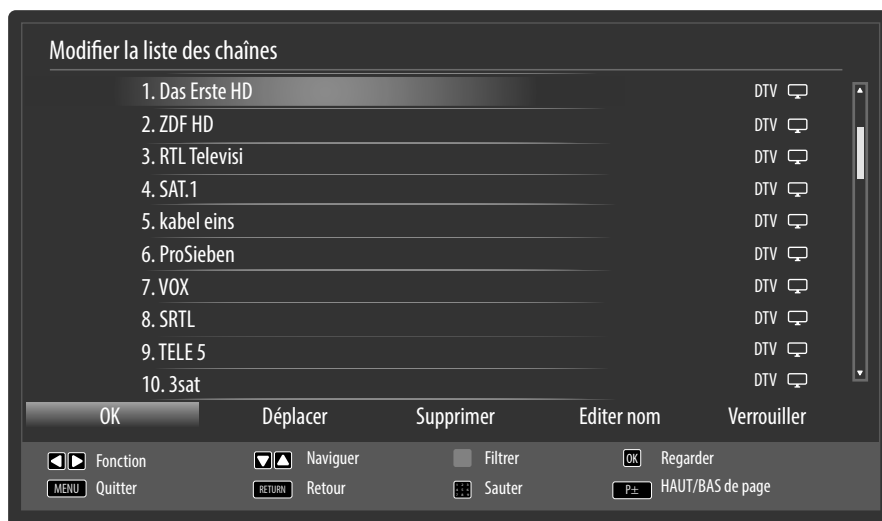 Modifier la liste des chaînes
1. Das Erste HD DTV
2. ZDF HD DTV
3. RTL Televisi DTV
4. SAT.1 DTV
5. kabel eins DTV
6. ProSieben DTV
7. VOX DTV
8. SRTL DTV
9. TELE 5 DTV
10. 3sat DTV
OK Déplacer Supprimer Editer nom Verrouiller
Fonction Naviguer Filtrer OK Regarder
MENU Quitter RETURN Retour Sauter P± HAUT/BAS de page